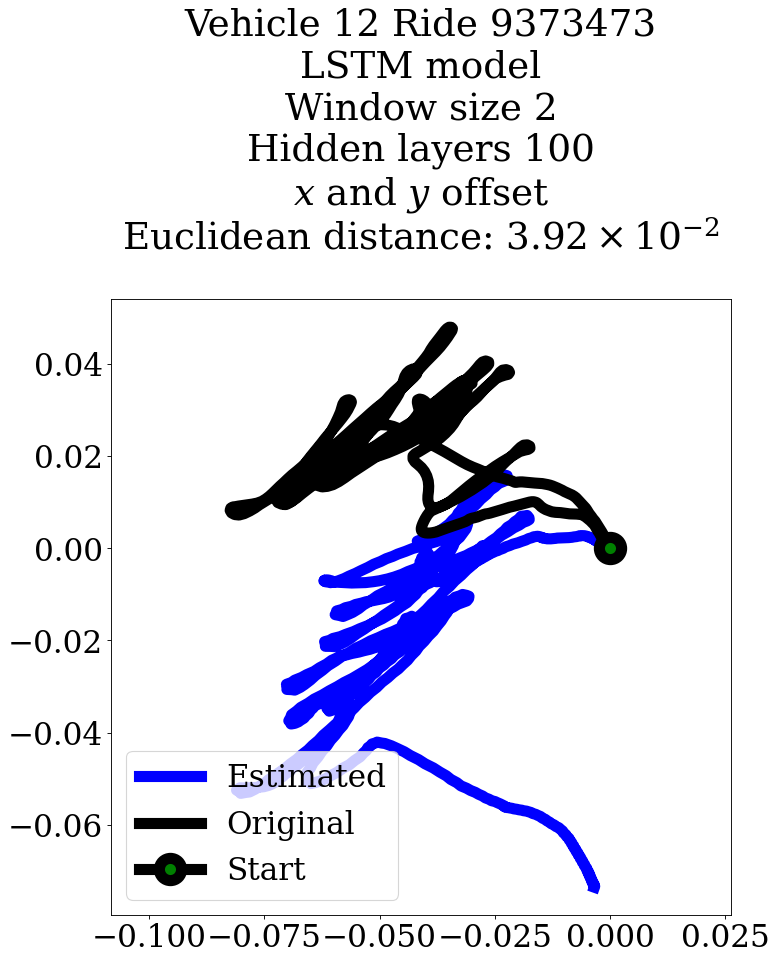 Vehicle 12 Ride 9373473
LSTM model
Window size 2
Hidden layers 100
x and y offset
Euclidean distance: 3.92 × 10⁻²
0.04
0.02
0.00
−0.02
−0.04
−0.06
Estimated
Original
Start
−0.100 −0.075 −0.050 −0.025 0.000 0.025